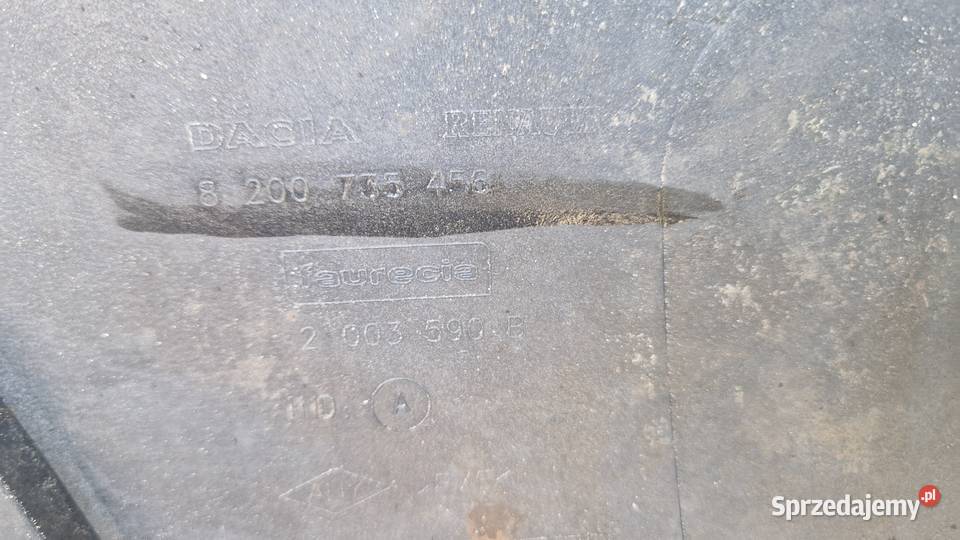 DACIA RENAULT
8 200 735 456
faurecia
2 003 590 B
A
Sprzedajemy.pl